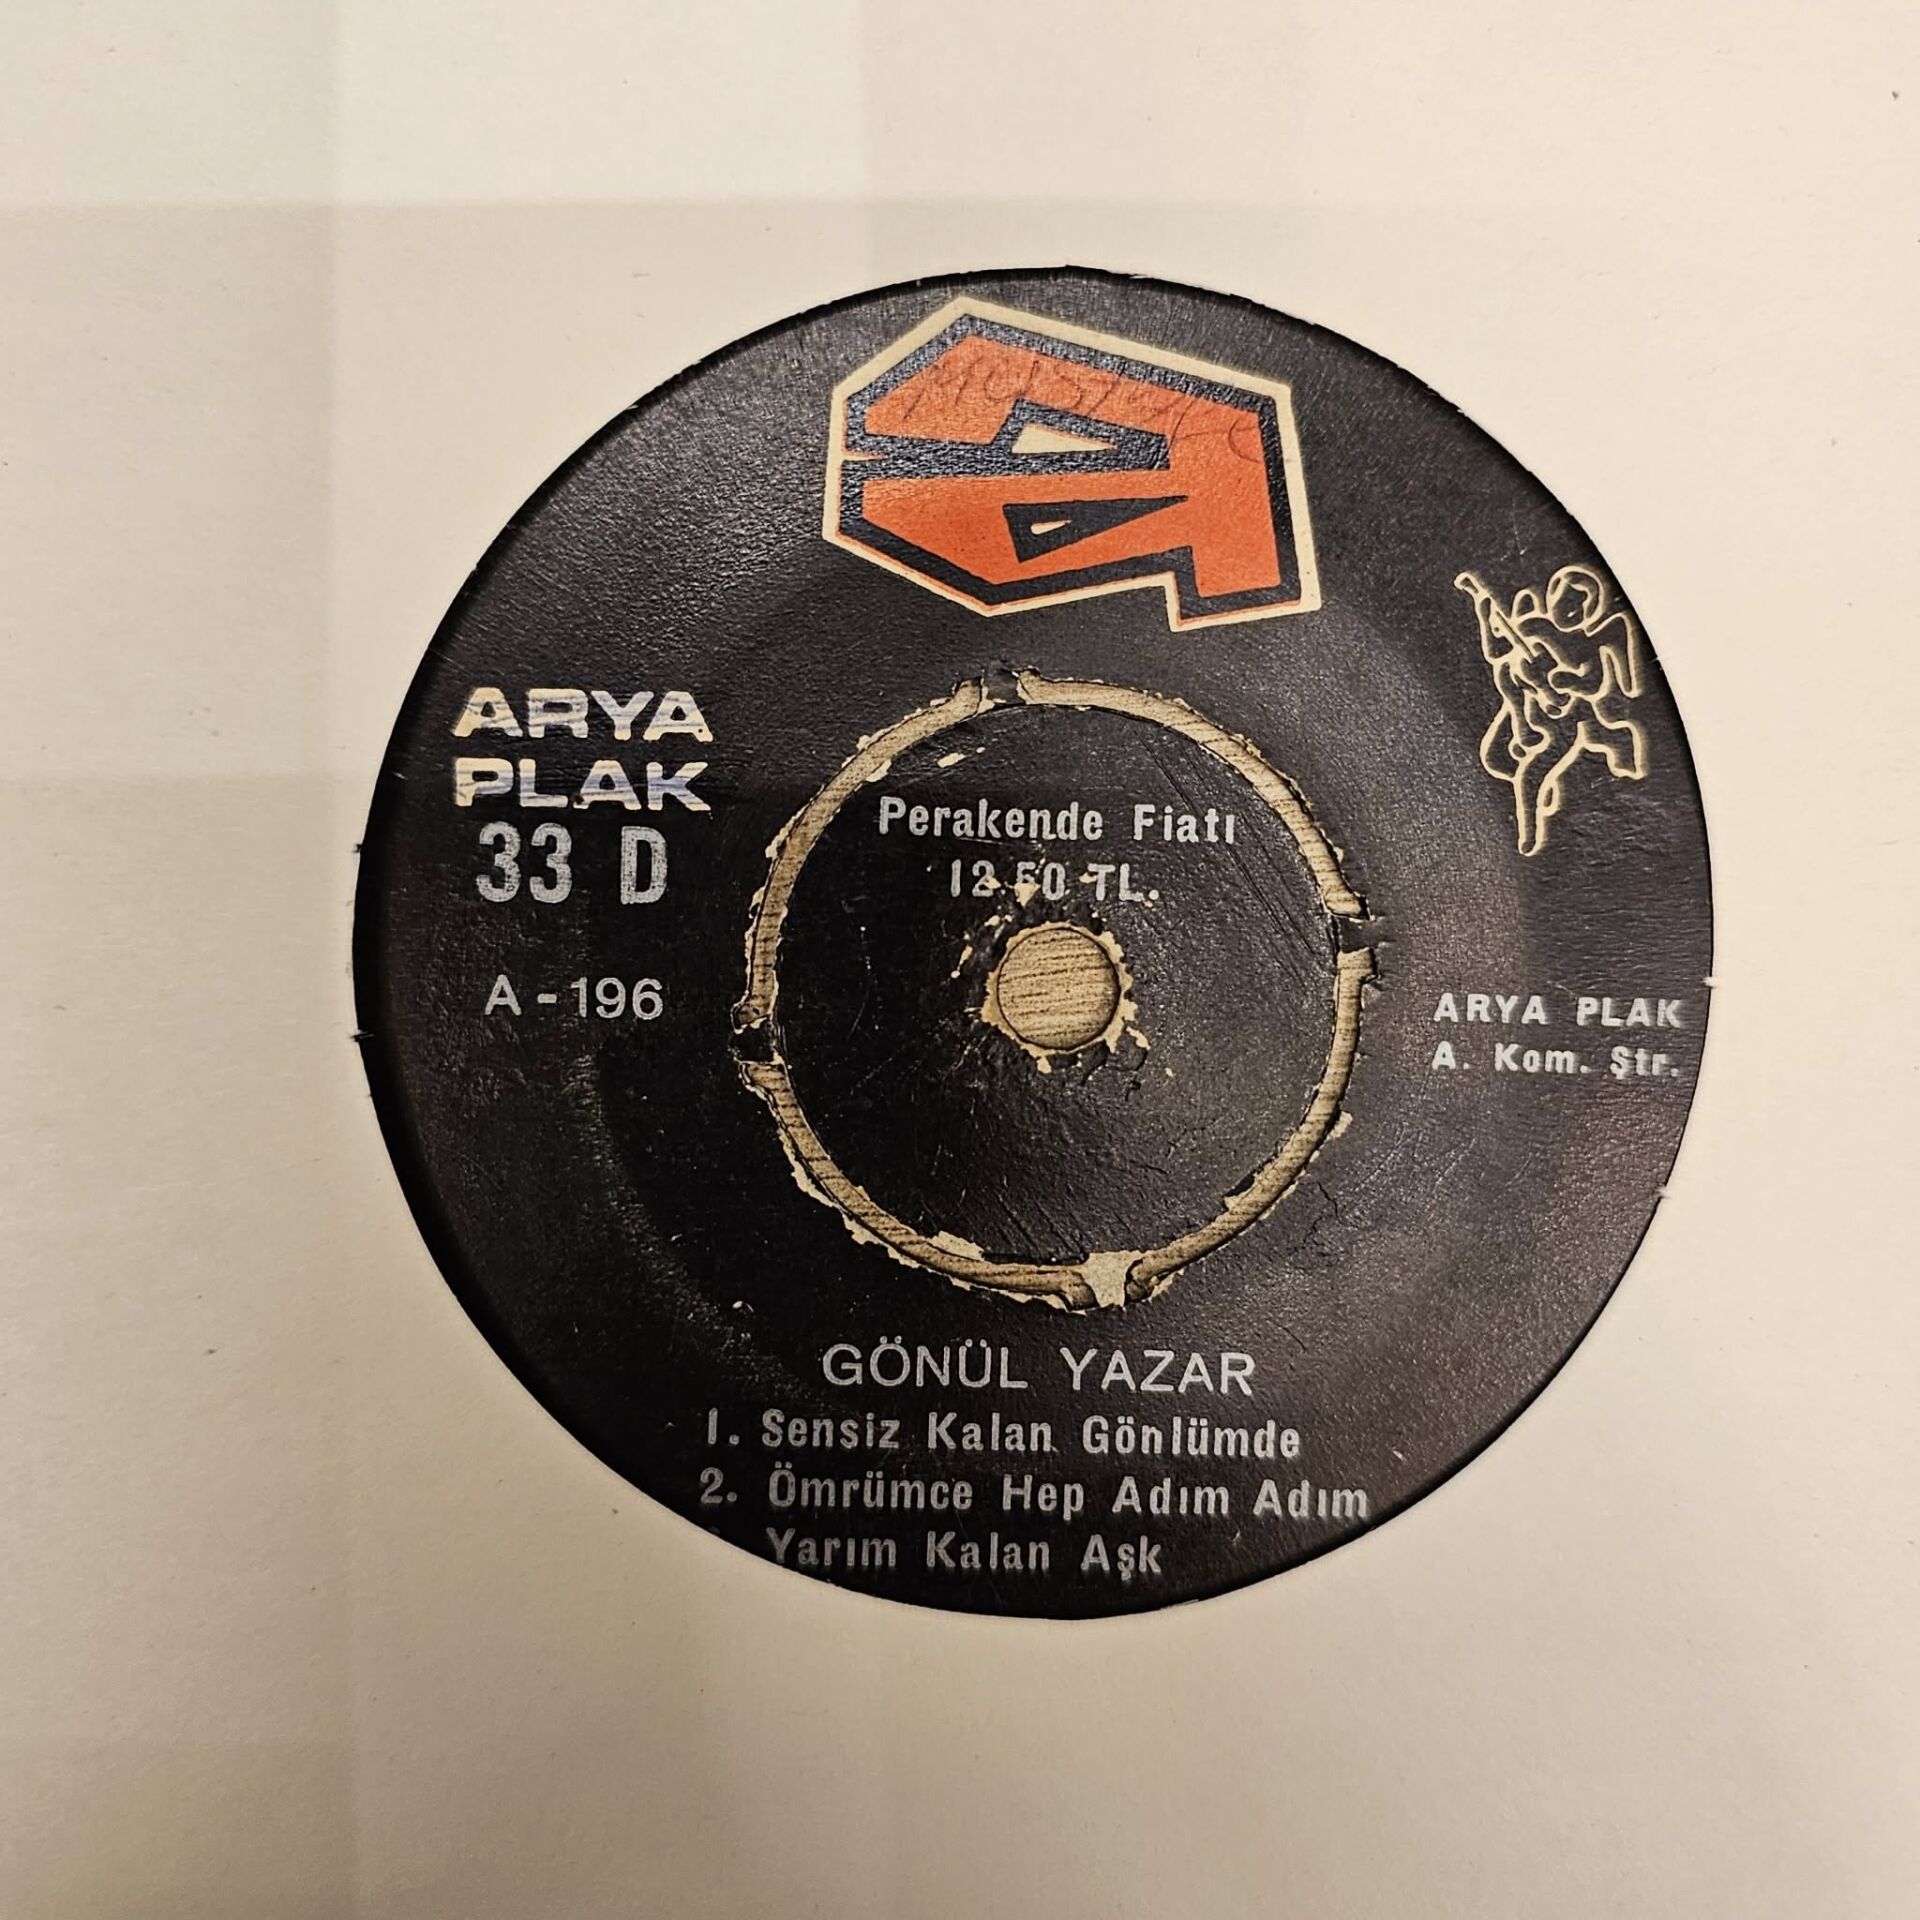 ARYA
PLAK
33 D
A - 196
Perakende Fiatı
12.50 TL.
ARYA PLAK
A. Kom. Ştr.
GÖNÜL YAZAR
1. Sensiz Kalan Gönlümde
2. Ömrümce Hep Adım Adım
Yarım Kalan Aşk